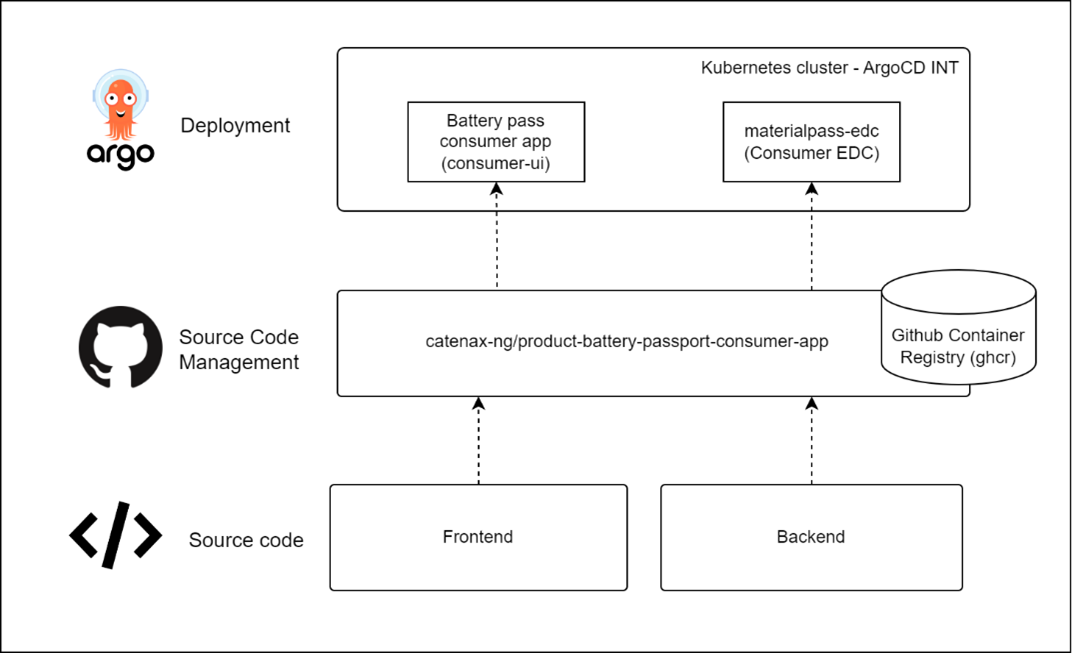 Kubernetes cluster - ArgoCD INT
argo
Deployment
Battery pass
consumer app
(consumer-ui)
materialpass-edc
(Consumer EDC)
Source Code
Management
catenax-ng/product-battery-passport-consumer-app
Github Container
Registry (ghcr)
</>
Source code
Frontend
Backend